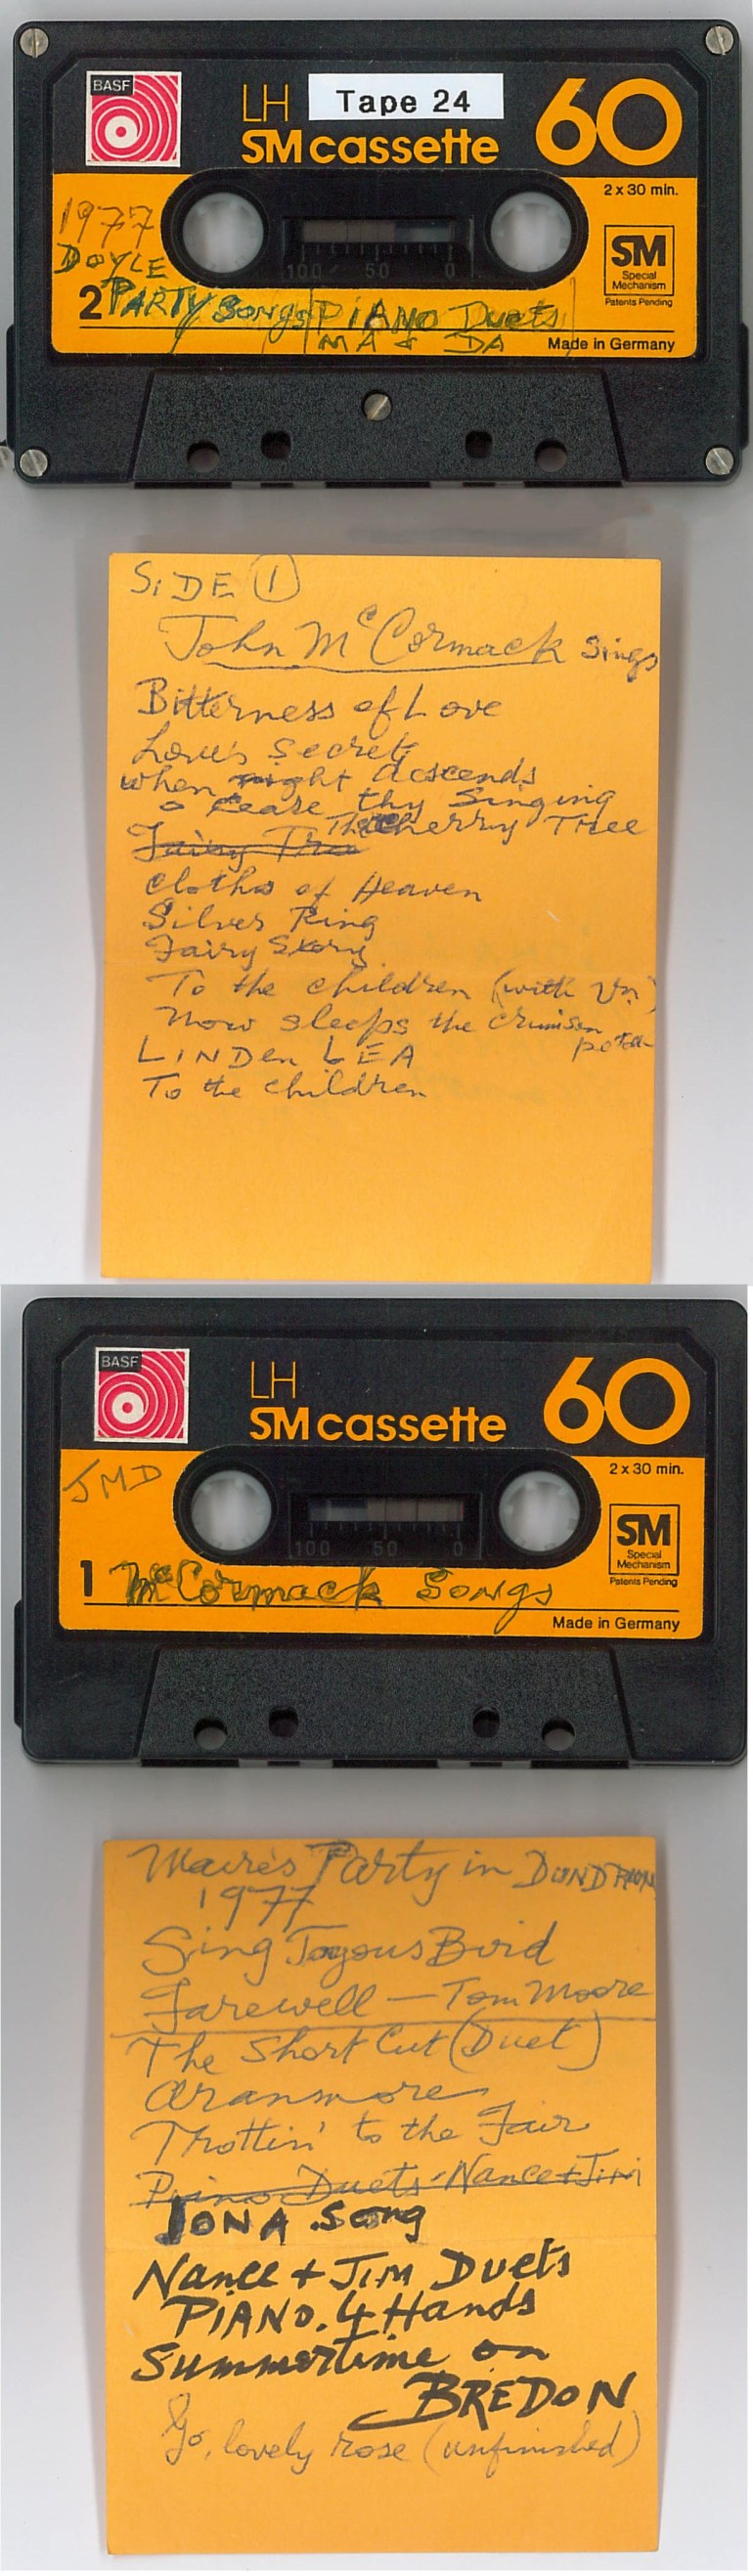 BASF
LH
Tape 24
SM cassette
60
2 x 30 min.
1977
DOYLE
100 50 0
SM
Special
Mechanism
Patents Pending
2 PARTY Songs PIANO Duets
MA & DA
Made in Germany
SiDE 1
John McCormack sings
Bitterness of Love
Love's Secret
when night descends
o cease thy singing
The Cherry Tree
Fairy Tree
Cloths of Heaven
Silver Ring
Fairy Story
To the children (with Vn)
Now sleeps the crimson
petal
LINDEn LEA
To the children
BASF
LH
SM cassette
60
2 x 30 min.
JMD
100 50 0
SM
Special
Mechanism
Patents Pending
1 McCormack Songs
Made in Germany
Maire's Party in DUNDRUM
1977
Sing Joyous Bird
Farewell — Tom Moore
The Short Cut (Duet)
Aranmore
Trottin' to the Fair
Piano Duets - Nance + Jim
IONA Song
Nance + JIM Duets
PIANO. 4 Hands
Summertime on
BREDON
Go, lovely rose (unfinished)